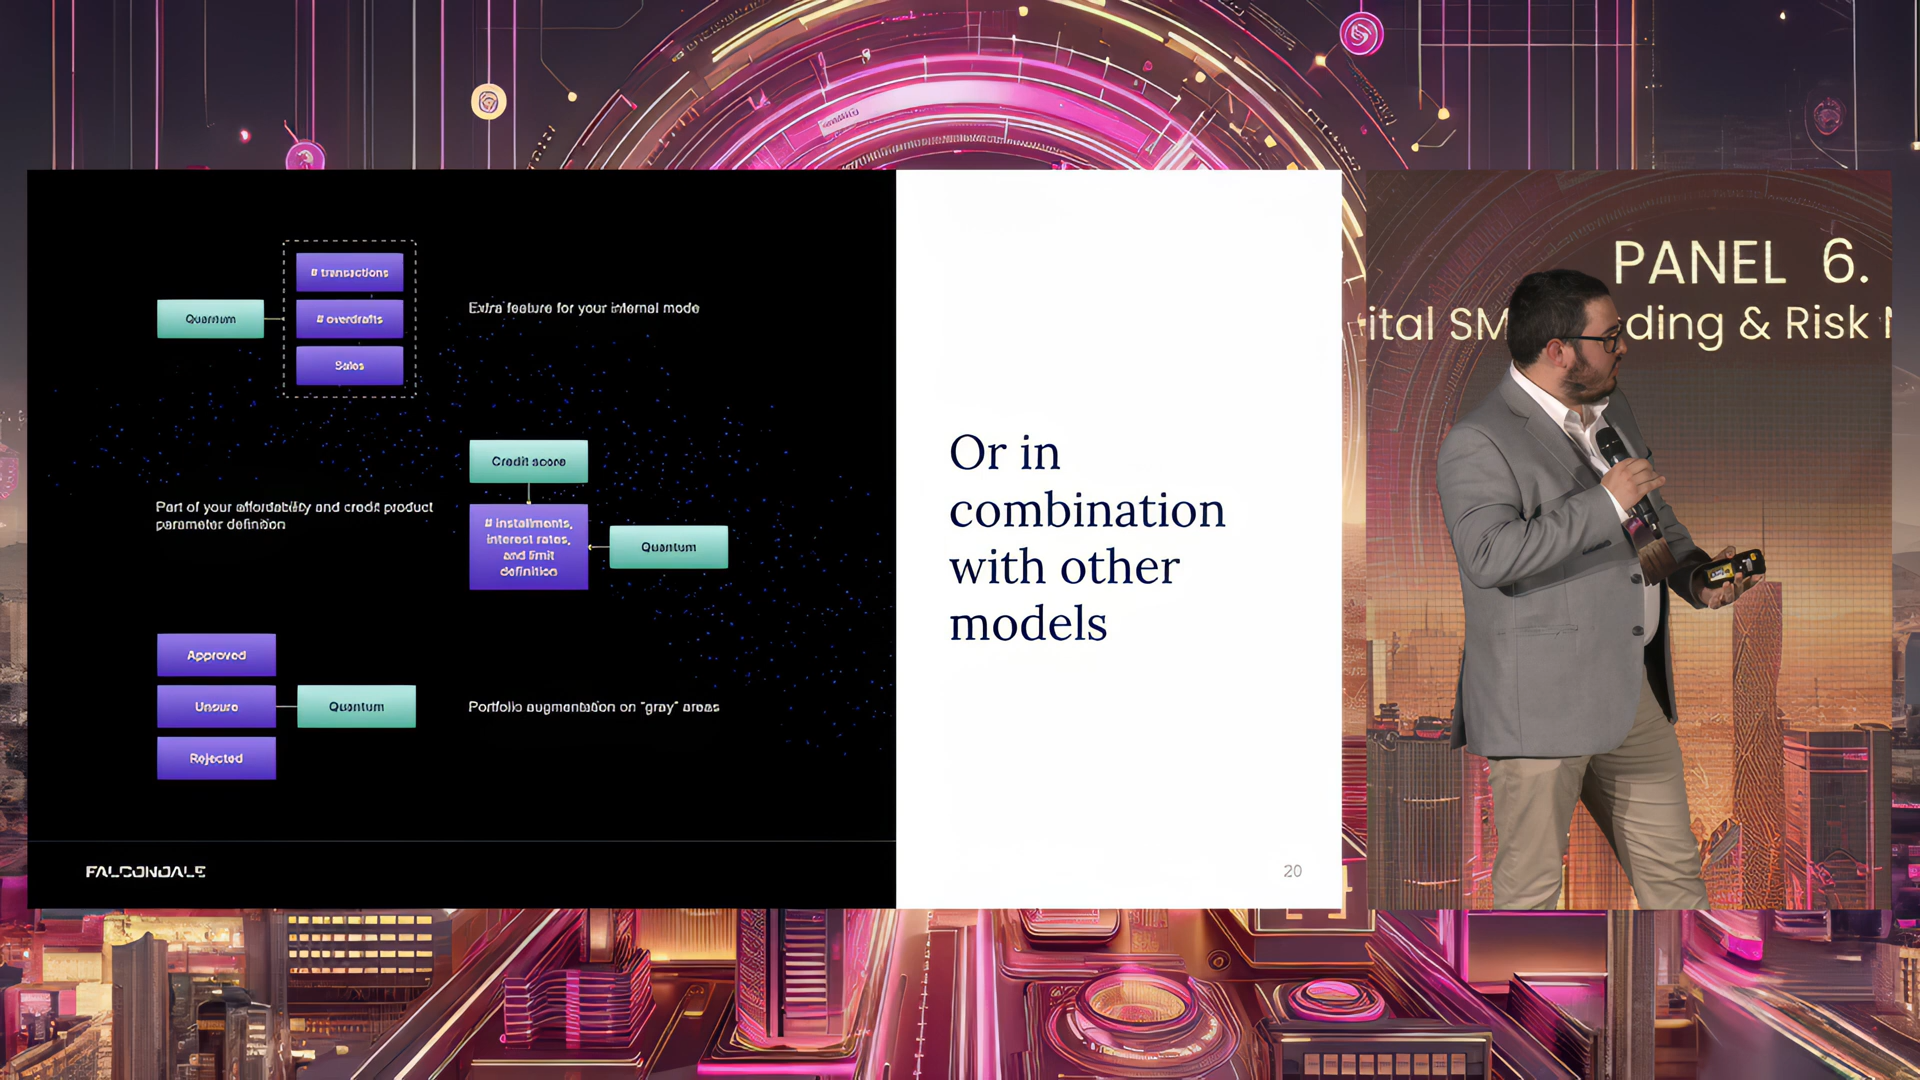 # transactions
Quantum
# overdrafts
Sales
Extra feature for your internal mode
Credit score
Part of your affordability and credit product
parameter definition
# installments,
interest rates,
and limit
definition
Quantum
Approved
Unsure
Quantum
Rejected
Portfolio augmentation on "gray" areas
FALCONDALE
Or in
combination
with other
models
20
PANEL 6.
ital SM ding & Risk